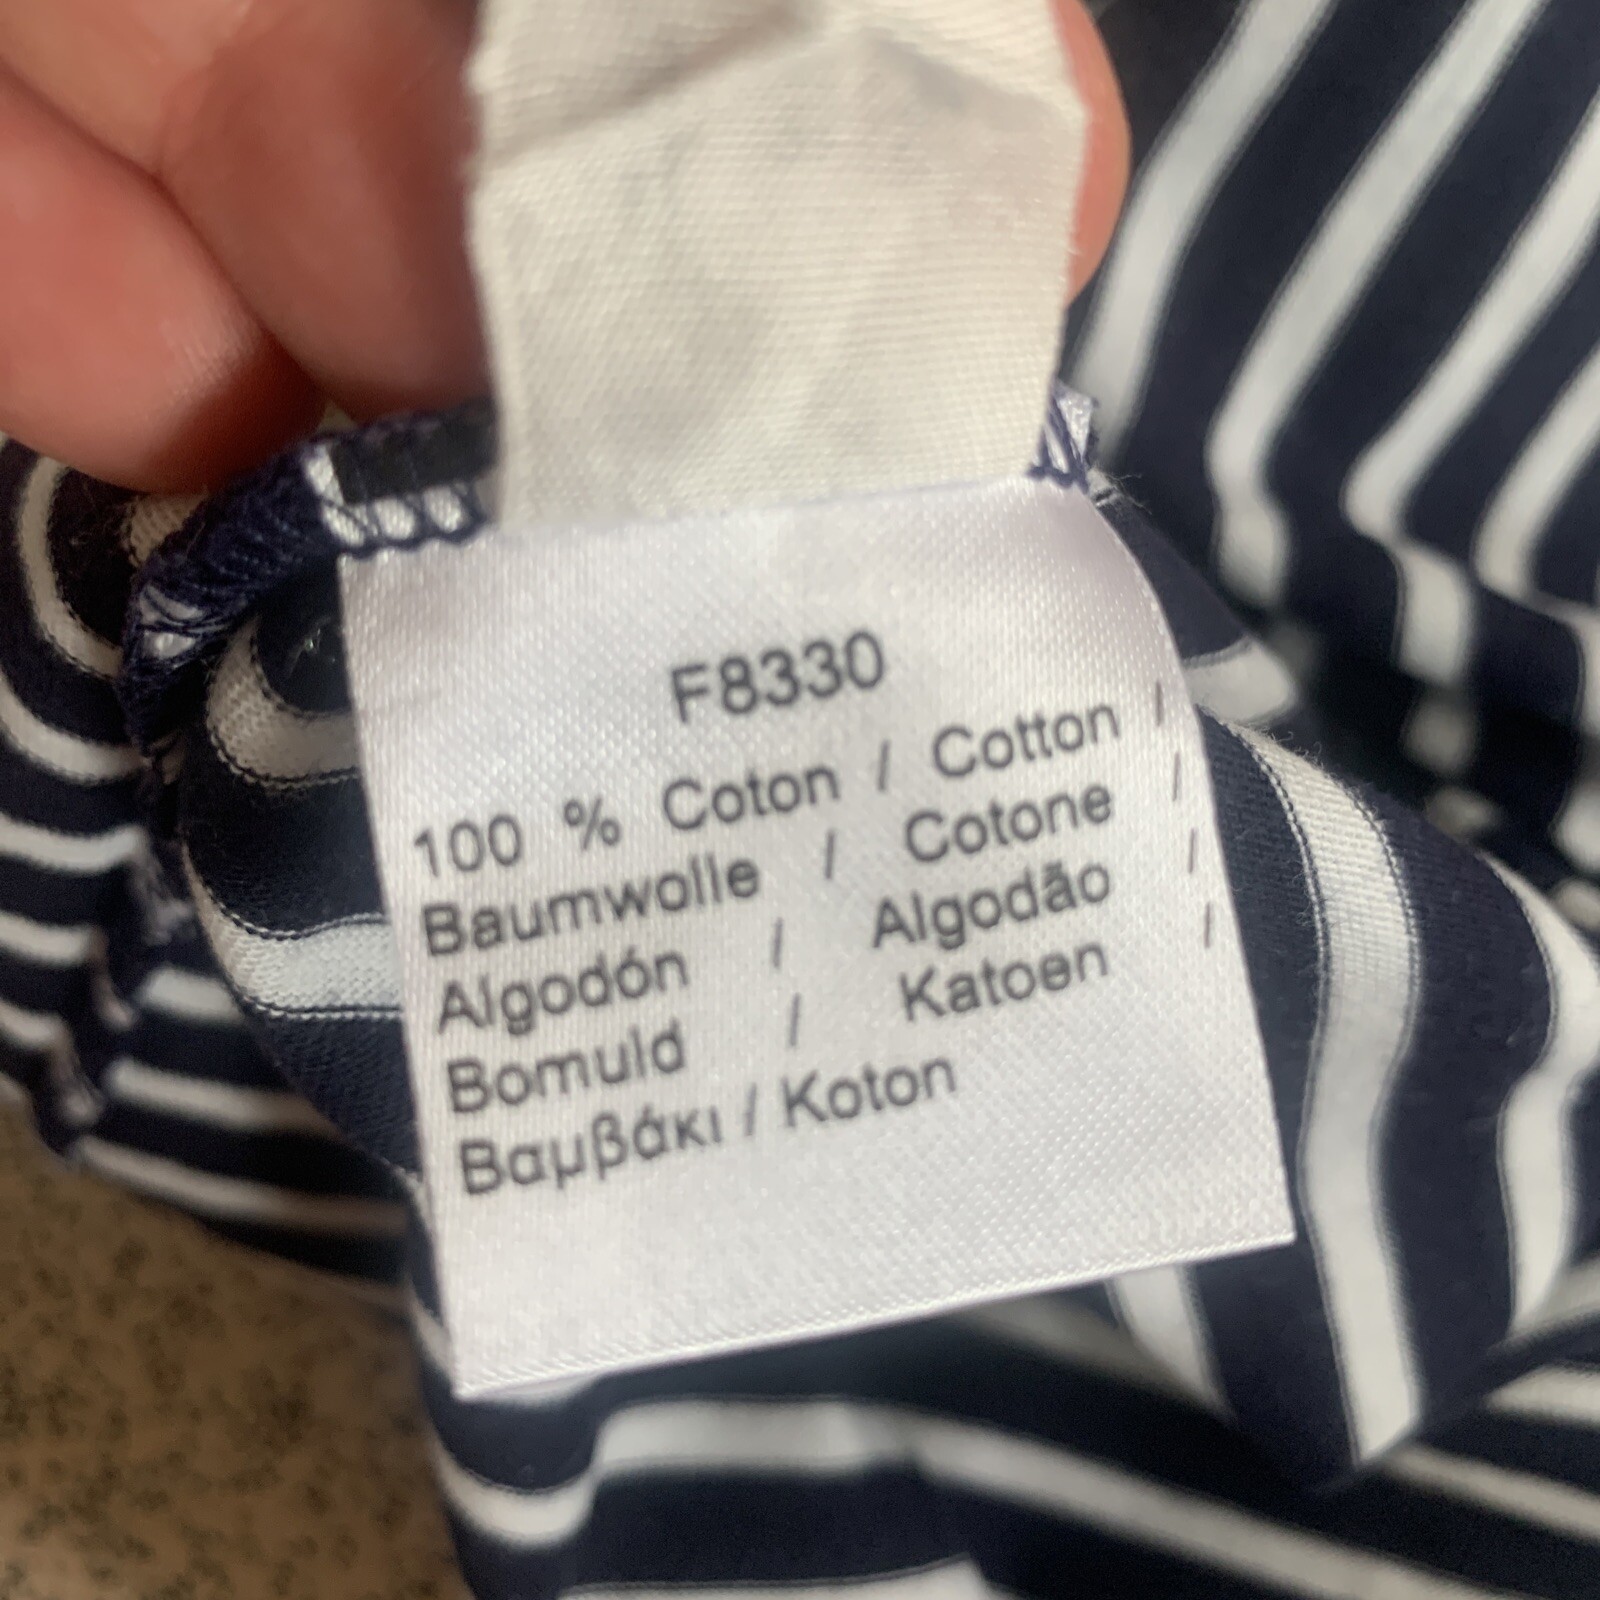 F8330
100 % Coton / Cotton /
Baumwolle / Cotone /
Algodón / Algodão /
Bomuld / Katoen /
Βαμβάκι / Koton